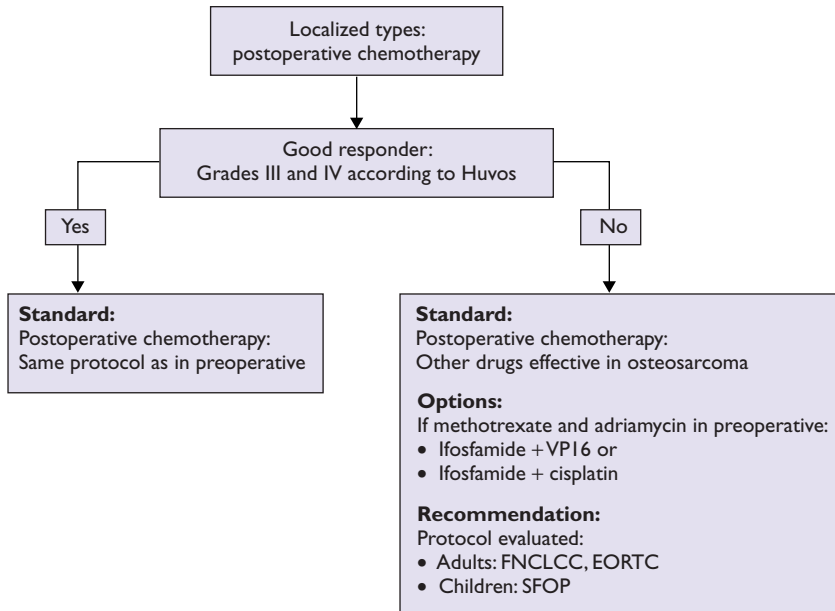 Localized types:
postoperative chemotherapy
Good responder:
Grades III and IV according to Huvos
Yes
No
Standard:
Postoperative chemotherapy:
Same protocol as in preoperative
Standard:
Postoperative chemotherapy:
Other drugs effective in osteosarcoma
Options:
If methotrexate and adriamycin in preoperative:
• Ifosfamide + VP16 or
• Ifosfamide + cisplatin
Recommendation:
Protocol evaluated:
• Adults: FNCLCC, EORTC
• Children: SFOP